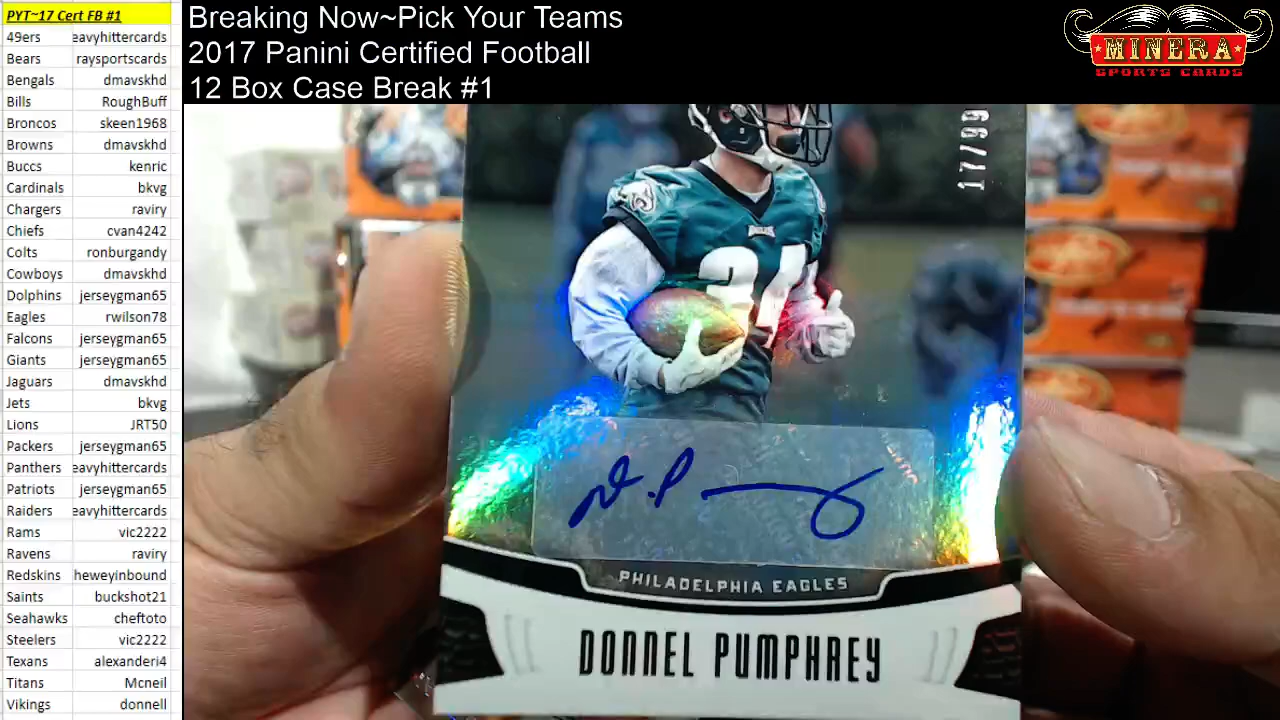 PYT~17 Cert FB #1
49ers eavyhittercards
Bears raysportscards
Bengals dmavskhd
Bills RoughBuff
Broncos skeen1968
Browns dmavskhd
Buccs kenric
Cardinals bkvg
Chargers raviry
Chiefs cvan4242
Colts ronburgandy
Cowboys dmavskhd
Dolphins jerseygman65
Eagles rwilson78
Falcons jerseygman65
Giants jerseygman65
Jaguars dmavskhd
Jets bkvg
Lions JRT50
Packers jerseygman65
Panthers eavyhittercards
Patriots jerseygman65
Raiders eavyhittercards
Rams vic2222
Ravens raviry
Redskins heweyinbound
Saints buckshot21
Seahawks cheftoto
Steelers vic2222
Texans alexanderi4
Titans Mcneil
Vikings donnell
Breaking Now~Pick Your Teams
2017 Panini Certified Football
12 Box Case Break #1
MINERA
SPORTS CARDS
17/99
EAGLES
34
PHILADELPHIA EAGLES
DONNEL PUMPHREY